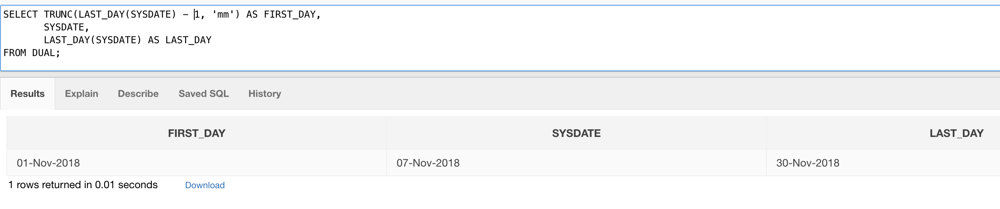 SELECT TRUNC(LAST_DAY(SYSDATE) - 1, 'mm') AS FIRST_DAY,
       SYSDATE,
       LAST_DAY(SYSDATE) AS LAST_DAY
FROM DUAL;
Results Explain Describe Saved SQL History
FIRST_DAY SYSDATE LAST_DAY
01-Nov-2018 07-Nov-2018 30-Nov-2018
1 rows returned in 0.01 seconds Download